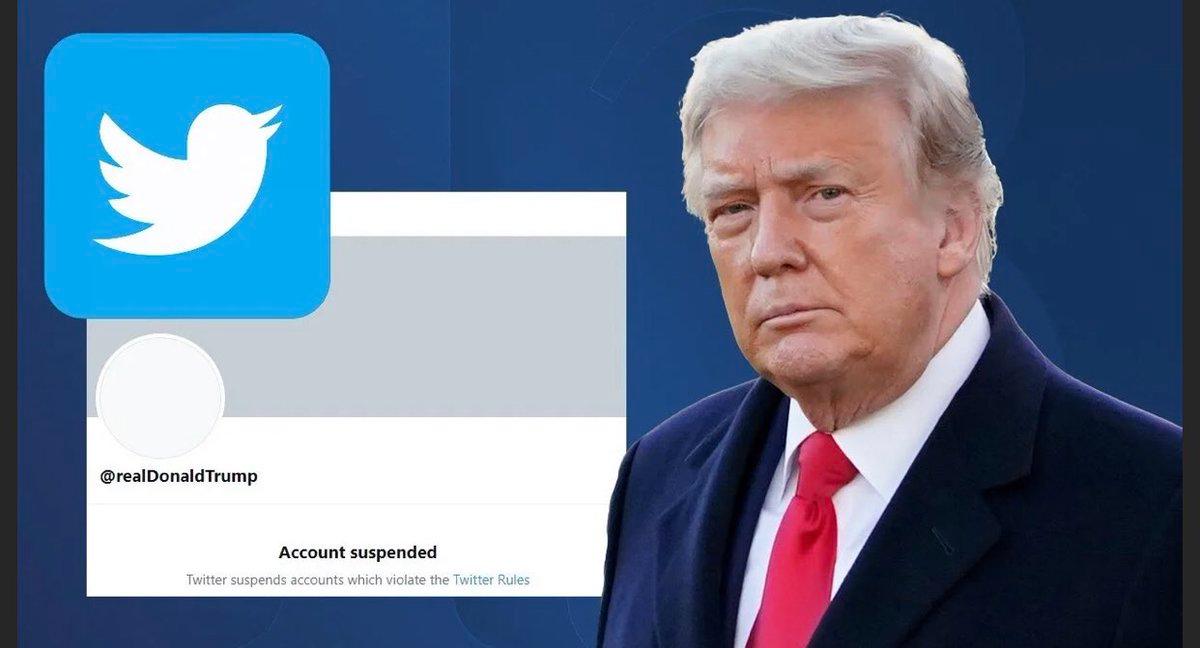 @realDonaldTrump
Account suspended
Twitter suspends accounts which violate the Twitter Rules